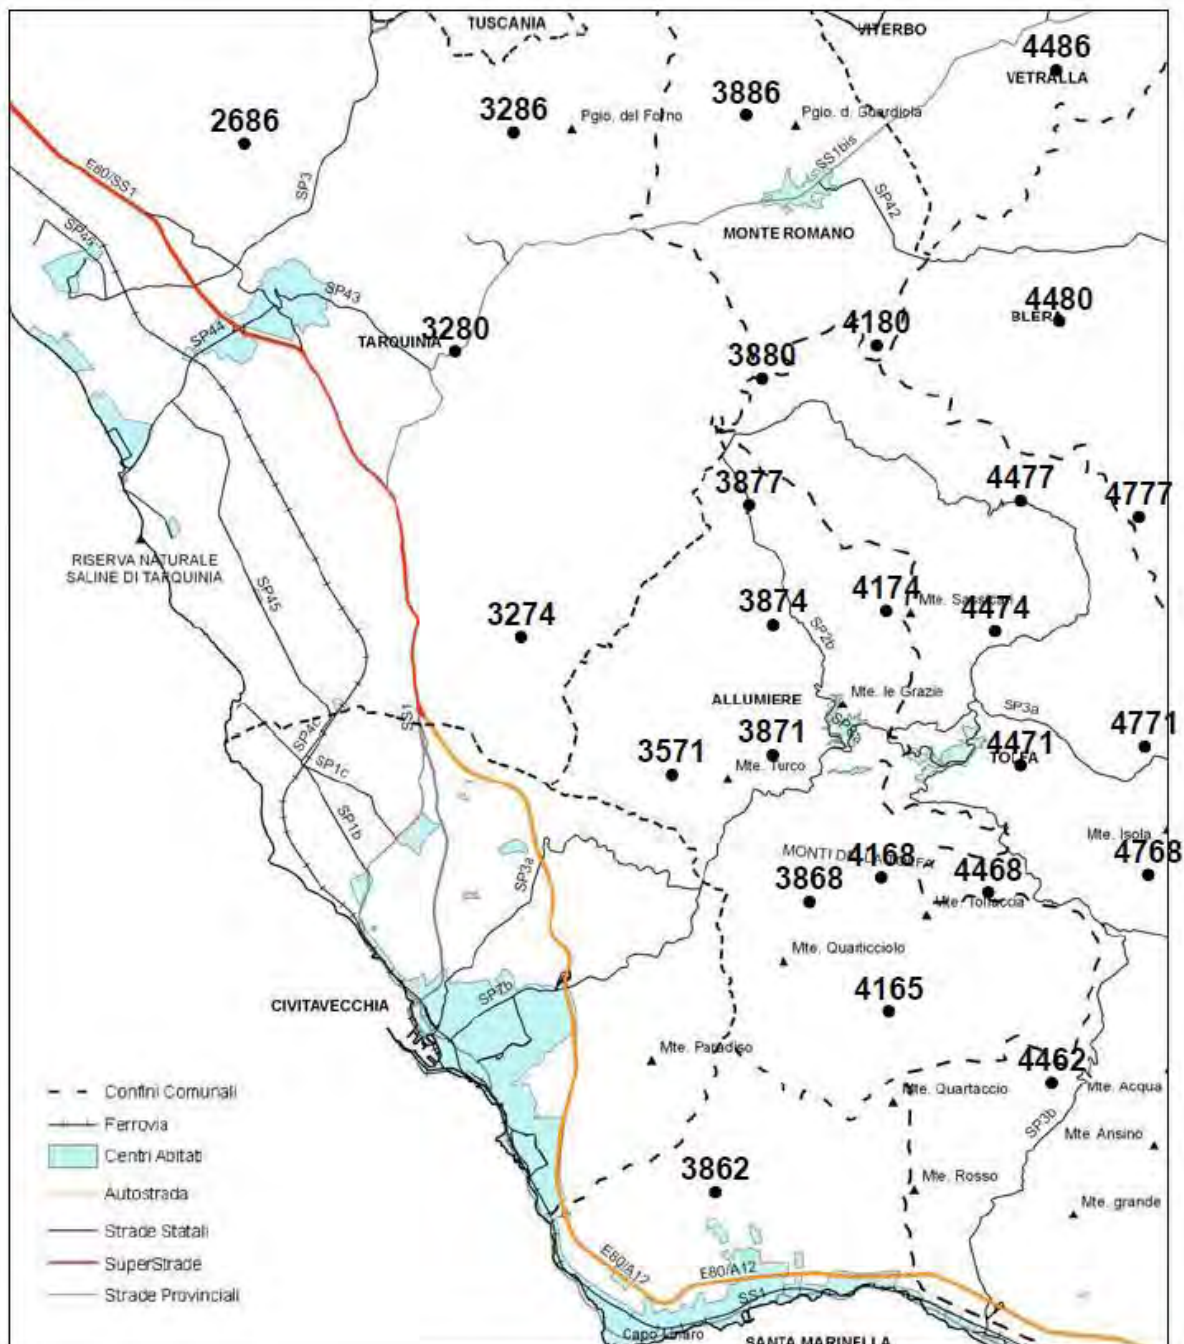 TUSCANIA
VITERBO
4486
VETRALLA
3886
3286
Pgio. del Forno
Pgio. d. Guardiola
2686
SS1bis
E80/SS1
SP3
SP42
MONTE ROMANO
SP43
4480
BLERA
SP44
TARQUINIA
3280
4180
3880
3877
4477
4777
RISERVA NATURALE
SALINE DI TARQUINIA
SP45
3274
3874
4174
4474
SP2b
ALLUMIERE
Mte. le Grazie
SP3a
SS1
3571
3871
Mte. Turco
4471
TOLFA
4771
SP1c
SP1b
Mte. Isola
4168
4768
3868
4468
Mte. Tolfaccia
SP3a
Mte. Quarticciolo
SP7b
4165
CIVITAVECCHIA
Mte. Paradiso
4462
Mte. Quartaccio
Mte. Acqua
Confini Comunali
Ferrovia
SP3b
Mte Ansino
Centri Abitati
3862
Mte. Rosso
Autostrada
Mte. grande
Strade Statali
SuperStrade
E80/A12
E80/A12
Strade Provinciali
SS1
Capo Linaro
SANTA MARINELLA